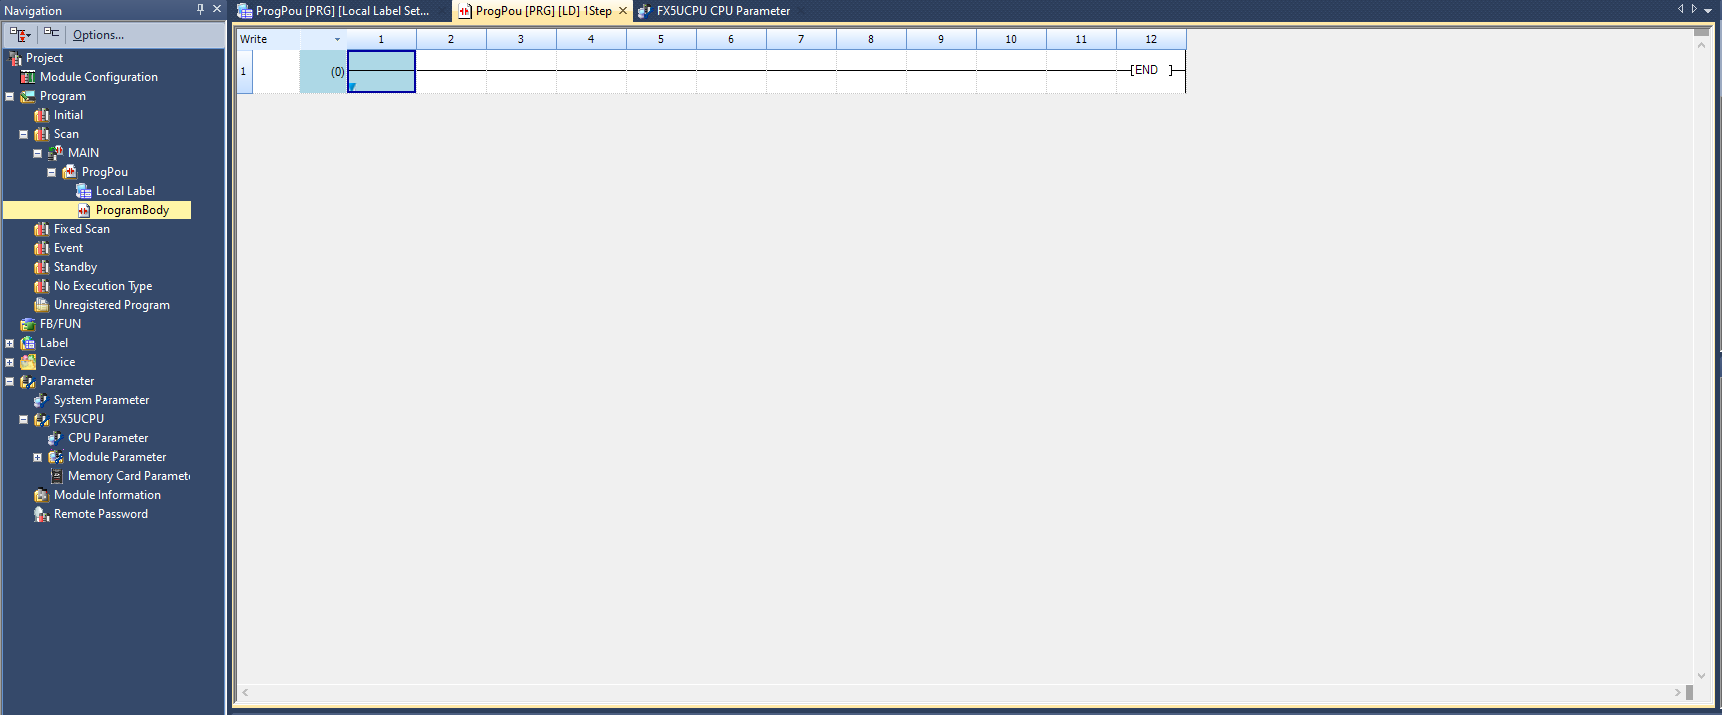 Navigation
Options...
Project
Module Configuration
Program
Initial
Scan
MAIN
ProgPou
Local Label
ProgramBody
Fixed Scan
Event
Standby
No Execution Type
Unregistered Program
FB/FUN
Label
Device
Parameter
System Parameter
FX5UCPU
CPU Parameter
Module Parameter
Memory Card Paramet
Module Information
Remote Password
ProgPou [PRG] [Local Label Set...
ProgPou [PRG] [LD] 1Step
FX5UCPU CPU Parameter
Write 1 2 3 4 5 6 7 8 9 10 11 12
1 (0) [END ]